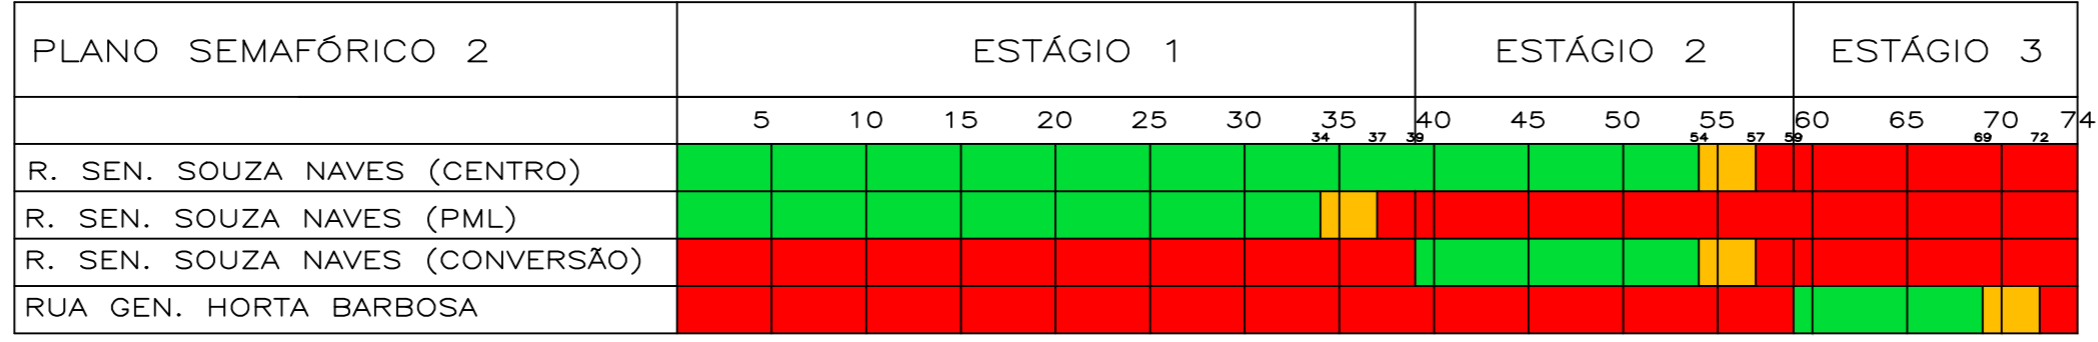 PLANO SEMAFÓRICO 2 ESTÁGIO 1 ESTÁGIO 2 ESTÁGIO 3
5 10 15 20 25 30 35 40 45 50 55 60 65 70 74
34 37 39 54 57 59 69 72
R. SEN. SOUZA NAVES (CENTRO)
R. SEN. SOUZA NAVES (PML)
R. SEN. SOUZA NAVES (CONVERSÃO)
RUA GEN. HORTA BARBOSA